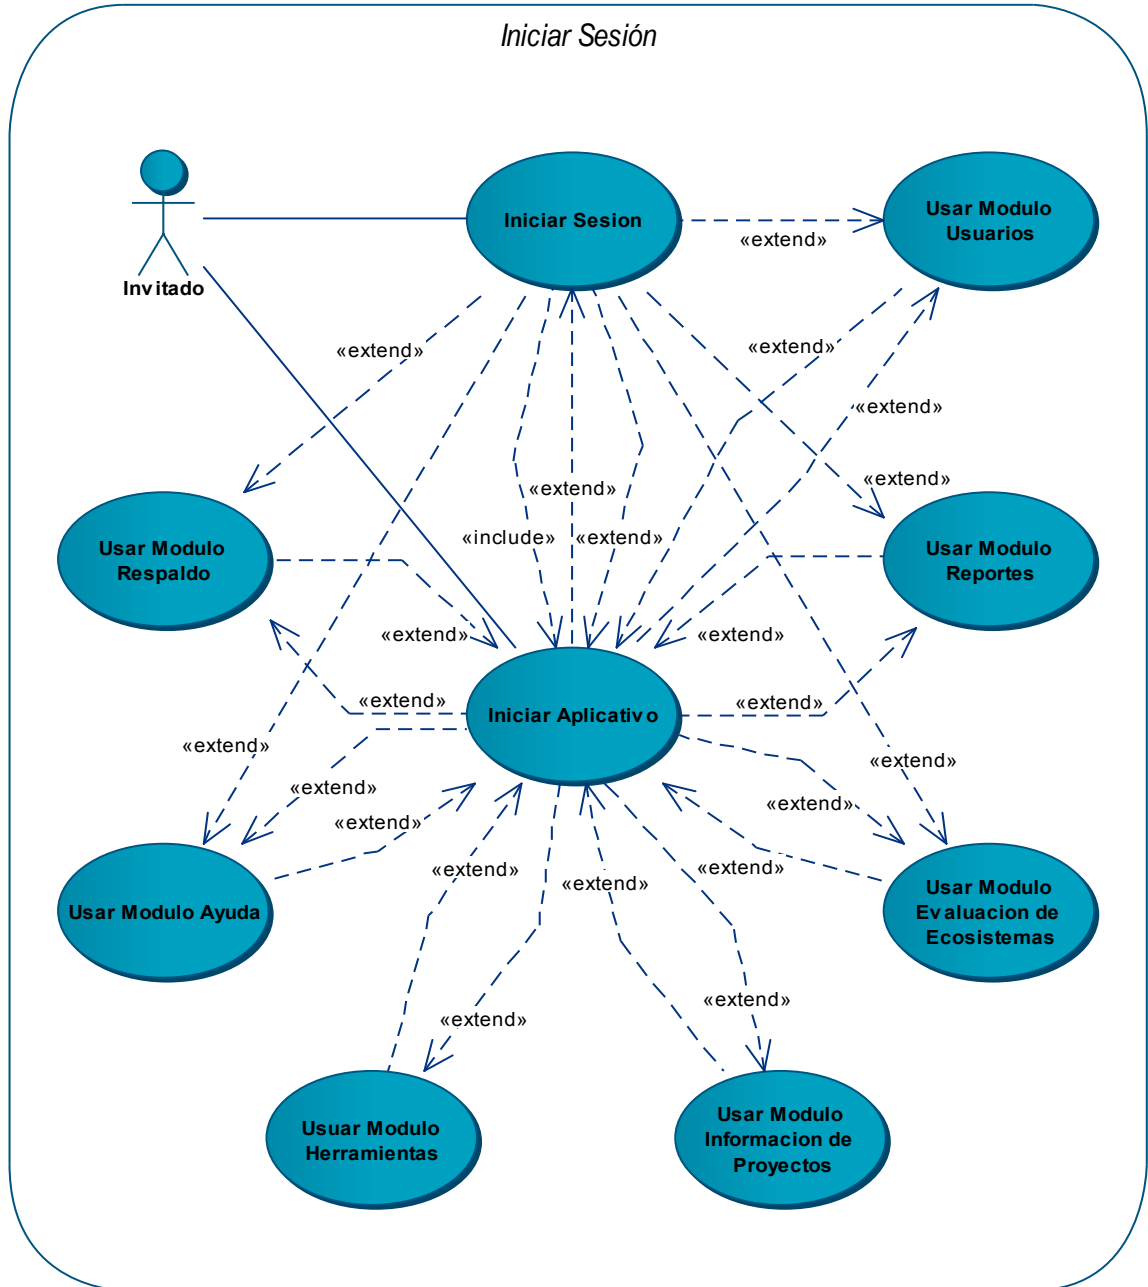 Iniciar Sesión
Iniciar Sesion
Usar Modulo
Usuarios
«extend»
Invitado
«extend»
«extend»
«extend»
«extend»
«extend»
«include»
«extend»
Usar Modulo
Respaldo
Usar Modulo
Reportes
«extend»
«extend»
«extend»
«extend»
Iniciar Aplicativo
«extend»
«extend»
«extend»
«extend»
«extend»
«extend»
«extend»
«extend»
Usar Modulo Ayuda
Usar Modulo
Evaluacion de
Ecosistemas
«extend»
«extend»
Usuar Modulo
Herramientas
Usar Modulo
Informacion de
Proyectos